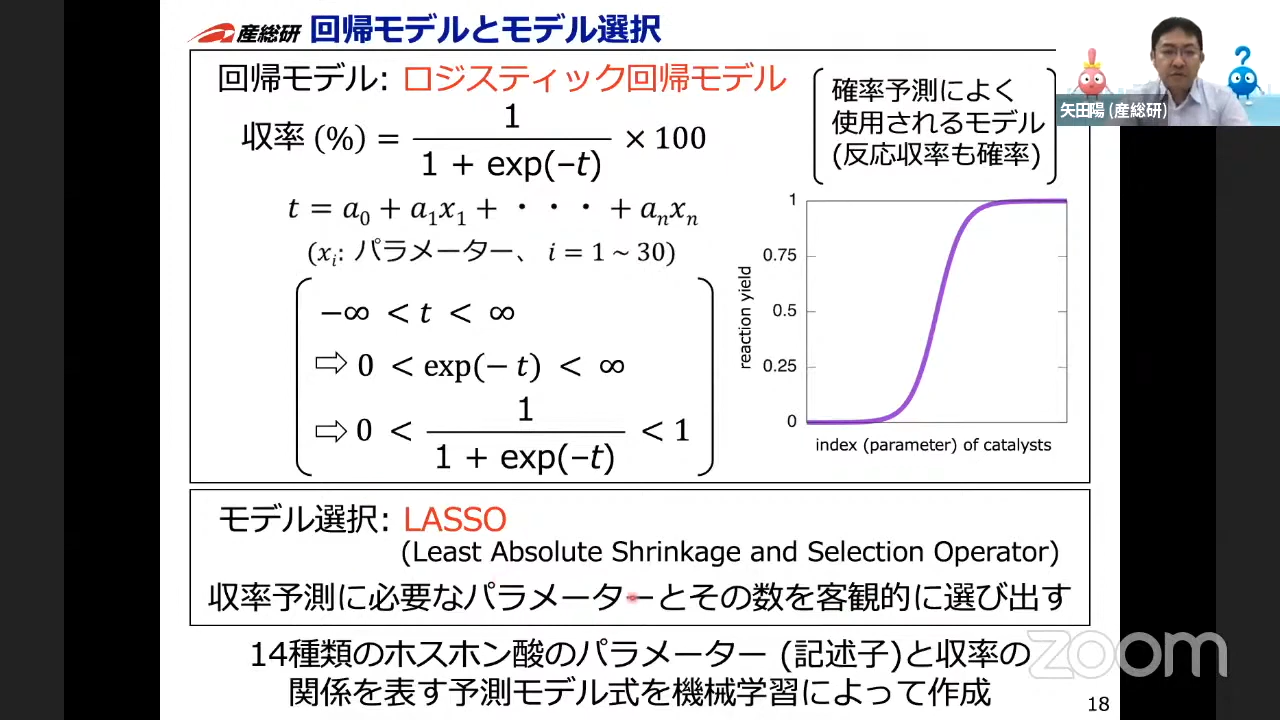 産総研 回帰モデルとモデル選択
回帰モデル: ロジスティック回帰モデル
収率 (%) = 1 / (1 + exp(−t)) × 100
t = a₀ + a₁x₁ + ・・・ + aₙxₙ
(xᵢ: パラメーター、 i = 1 ~ 30)
−∞ < t < ∞
⇨ 0 < exp(− t) < ∞
⇨ 0 < 1 / (1 + exp(−t)) < 1
確率予測によく
使用されるモデル
(反応収率も確率)
矢田陽 (産総研)
1
0.75
0.5
0.25
0
reaction yield
index (parameter) of catalysts
モデル選択: LASSO
(Least Absolute Shrinkage and Selection Operator)
収率予測に必要なパラメーターとその数を客観的に選び出す
14種類のホスホン酸のパラメーター (記述子)と収率の
関係を表す予測モデル式を機械学習によって作成
zoom
18